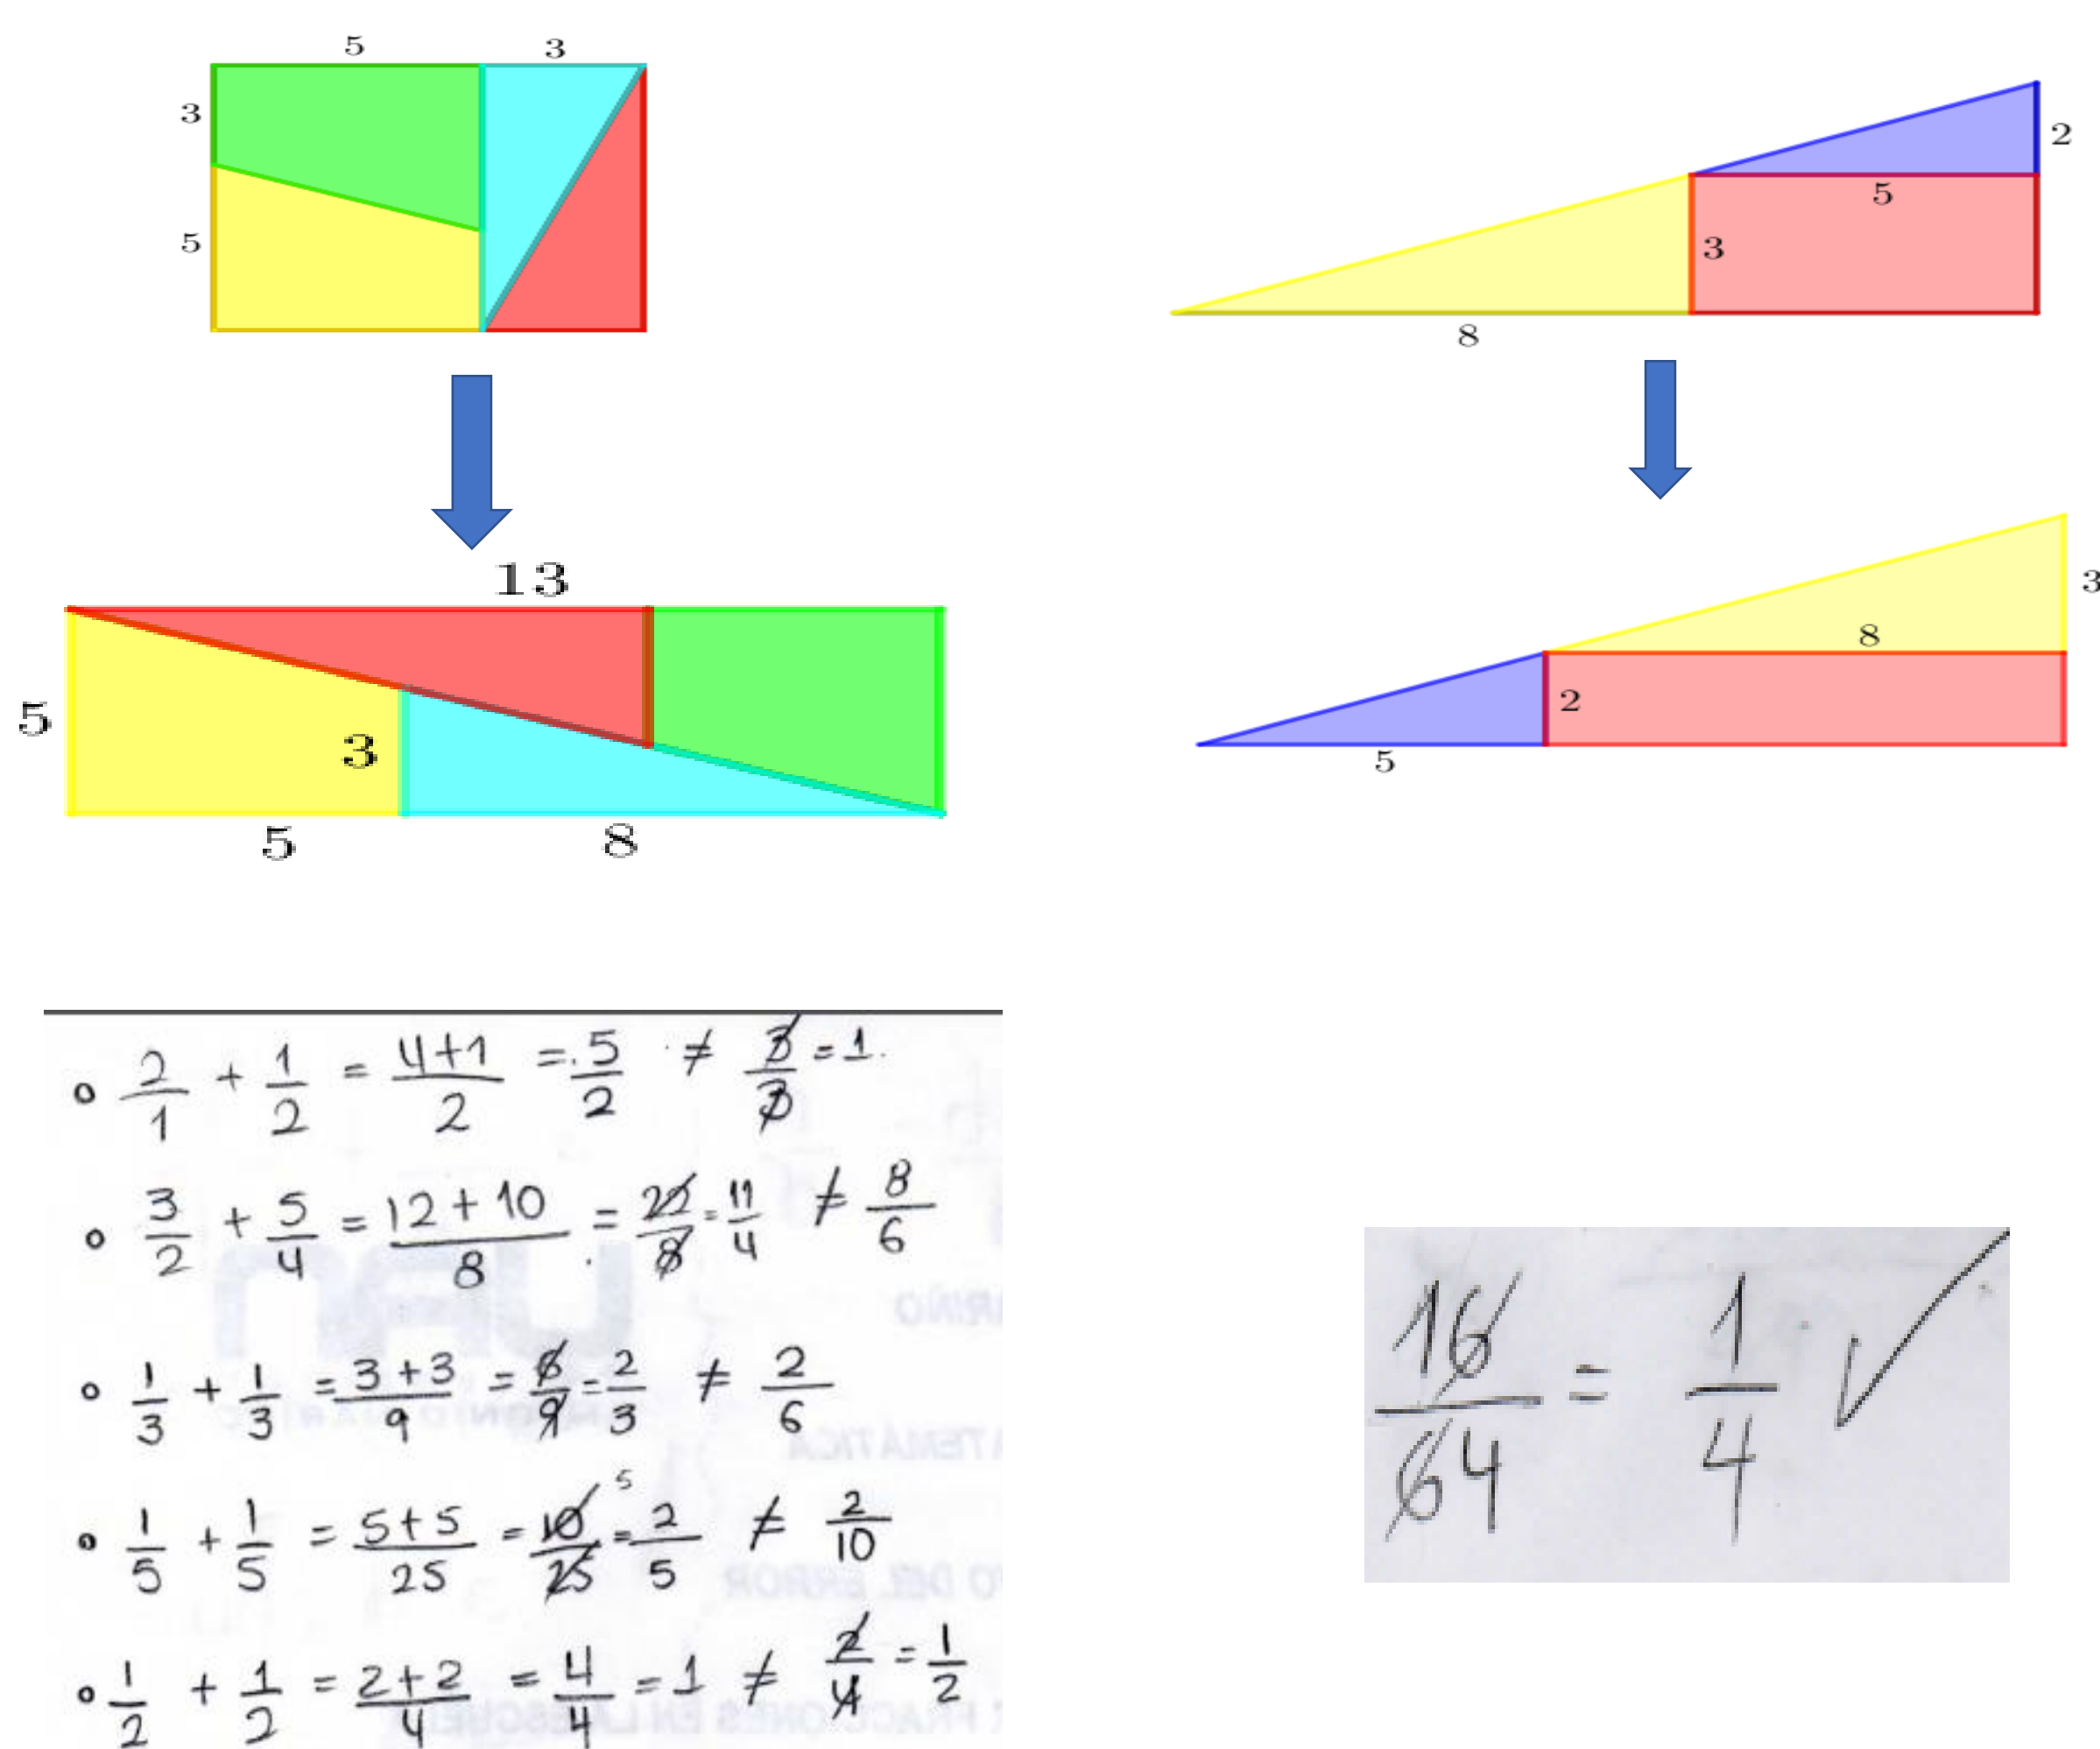 5 3
3
5
2
5
3
8
13
5
3
5 8
3
8
2
5
∘ 2/1 + 1/2 = 4+1/2 = 5/2 ≠ 3/3 = 1
∘ 3/2 + 5/4 = 12+10/8 = 22/8 = 11/4 ≠ 8/6
∘ 1/3 + 1/3 = 3+3/9 = 6/9 = 2/3 ≠ 2/6
∘ 1/5 + 1/5 = 5+5/25 = 10/25 5 = 2/5 ≠ 2/10
∘ 1/2 + 1/2 = 2+2/4 = 4/4 = 1 ≠ 2/4 = 1/2
16/64 = 1/4 ✓